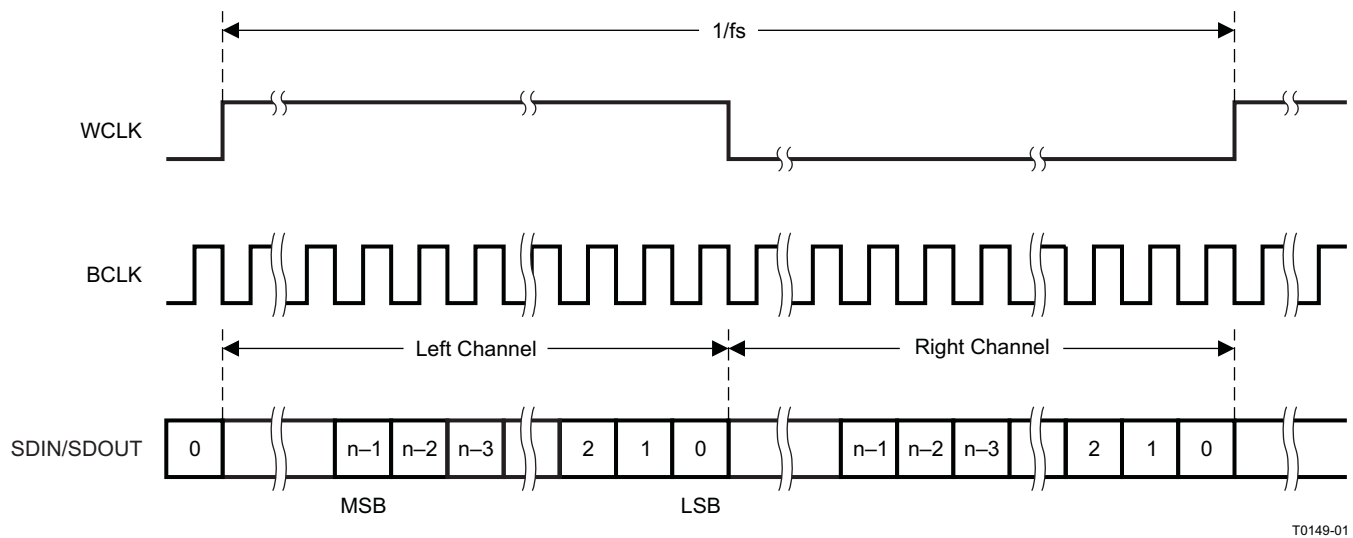 1/fs
WCLK
BCLK
Left Channel Right Channel
SDIN/SDOUT 0 n–1 n–2 n–3 2 1 0 n–1 n–2 n–3 2 1 0
MSB LSB
T0149-01